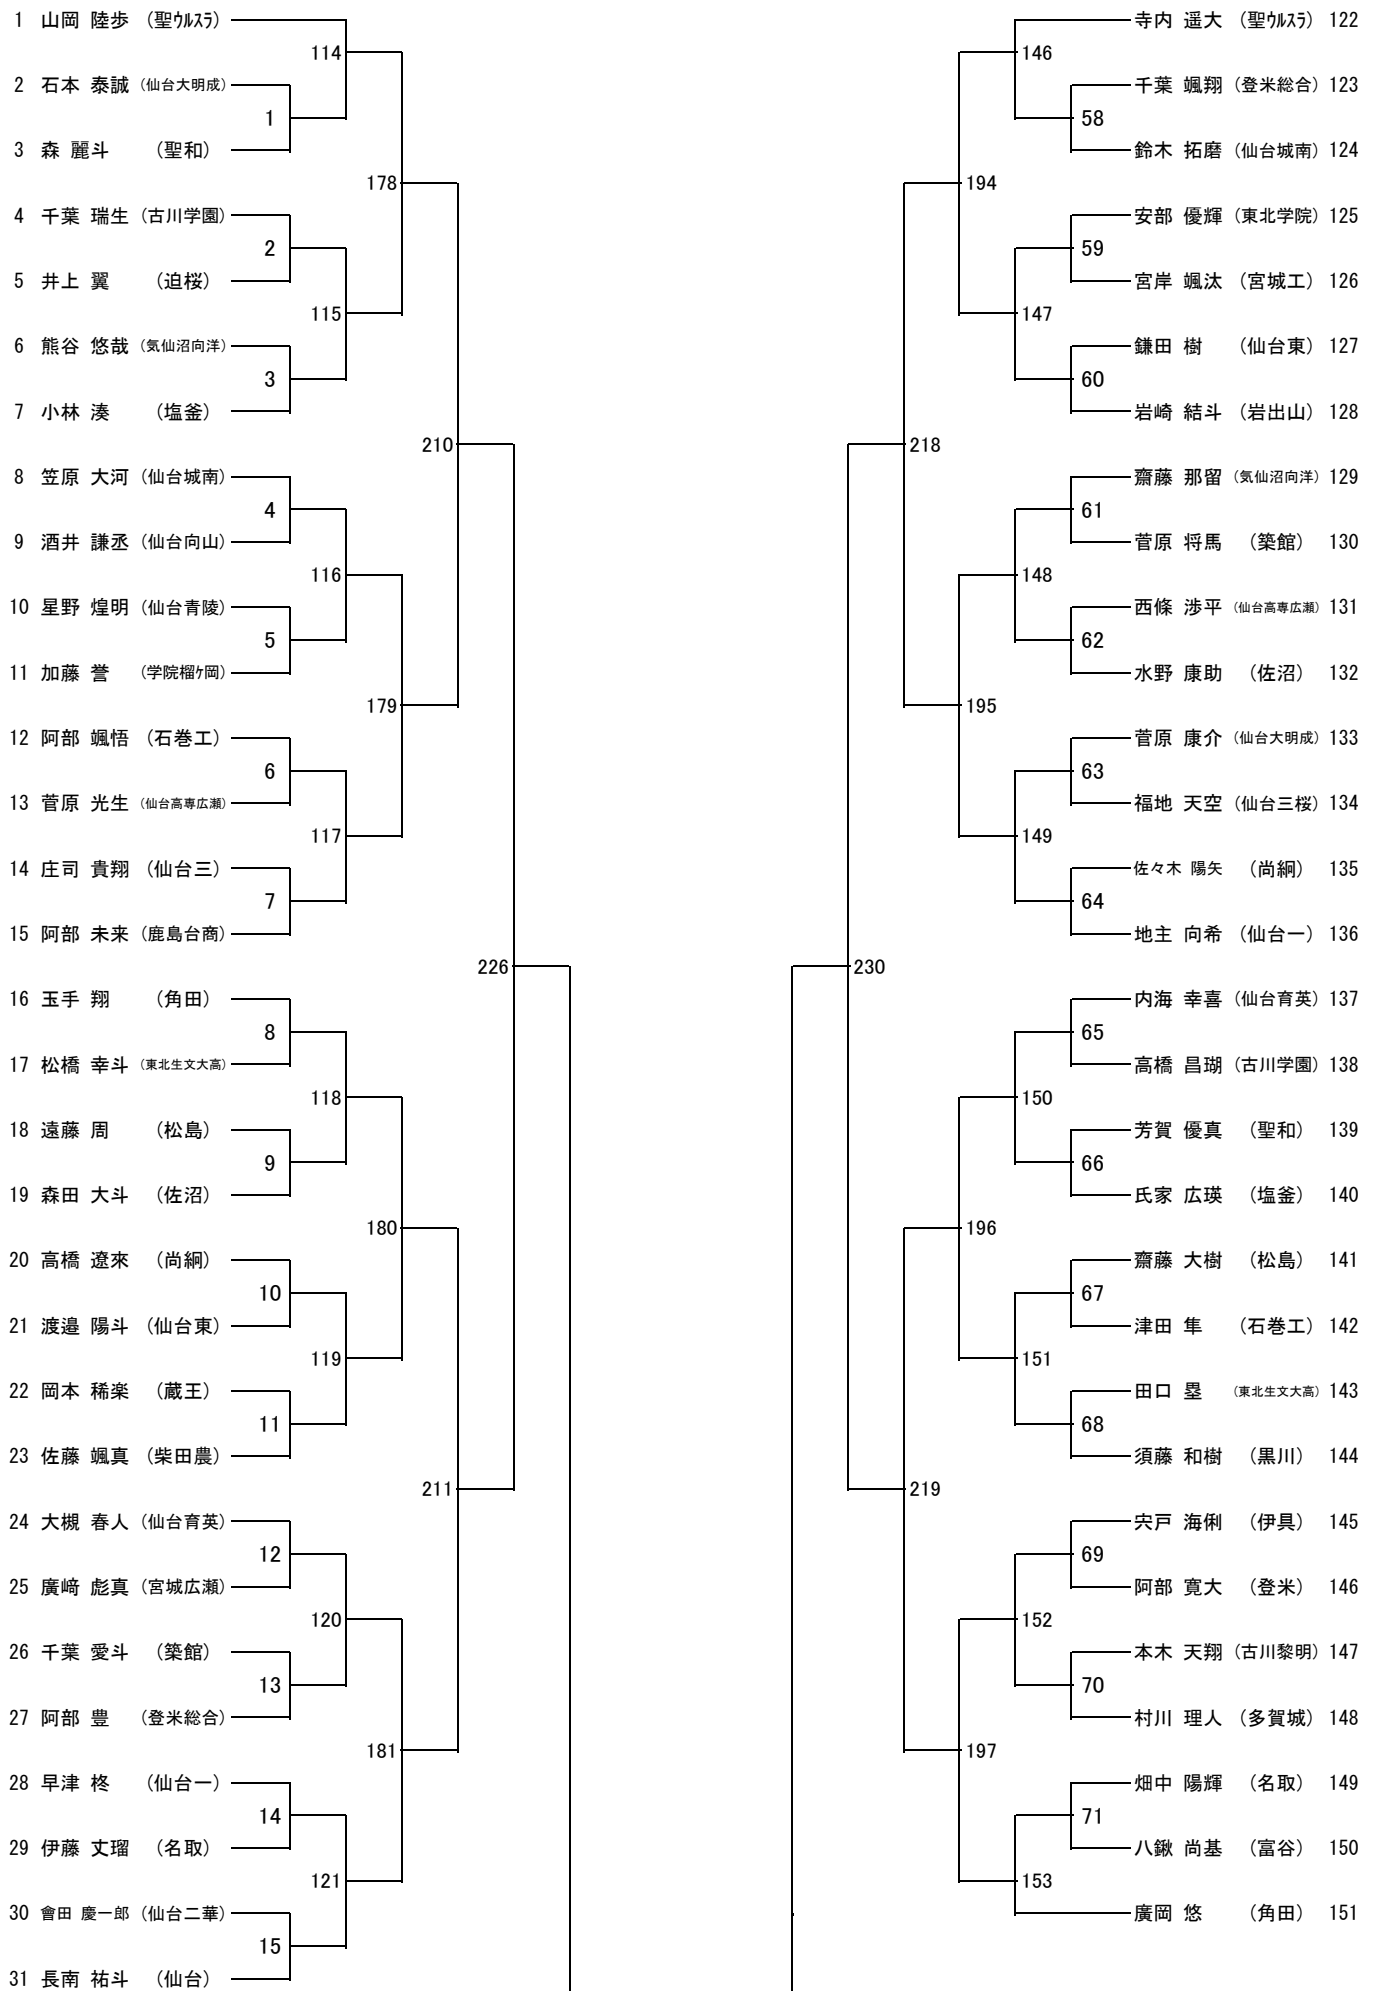 1 山岡 陸歩 （聖ｳﾙｽﾗ）
114
2 石本 泰誠 （仙台大明成）
1
3 森 麗斗 （聖和）
178
4 千葉 瑞生 （古川学園）
2
5 井上 翼 （迫桜）
115
6 熊谷 悠哉 （気仙沼向洋）
3
7 小林 湊 （塩釜）
210
8 笠原 大河 （仙台城南）
4
9 酒井 謙丞 （仙台向山）
116
10 星野 煌明 （仙台青陵）
5
11 加藤 誉 （学院榴ケ岡）
179
12 阿部 颯悟 （石巻工）
6
13 菅原 光生 （仙台高専広瀬）
117
14 庄司 貴翔 （仙台三）
7
15 阿部 未来 （鹿島台商）
226
16 玉手 翔 （角田）
8
17 松橋 幸斗 （東北生文大高）
118
18 遠藤 周 （松島）
9
19 森田 大斗 （佐沼）
180
20 高橋 遼來 （尚絅）
10
21 渡邉 陽斗 （仙台東）
119
22 岡本 稀楽 （蔵王）
11
23 佐藤 颯真 （柴田農）
211
24 大槻 春人 （仙台育英）
12
25 廣﨑 彪真 （宮城広瀬）
120
26 千葉 愛斗 （築館）
13
27 阿部 豊 （登米総合）
181
28 早津 柊 （仙台一）
14
29 伊藤 丈瑠 （名取）
121
30 會田 慶一郎 （仙台二華）
15
31 長南 祐斗 （仙台）
寺内 遥大 （聖ｳﾙｽﾗ） 122
146
千葉 颯翔 （登米総合） 123
58
鈴木 拓磨 （仙台城南） 124
194
安部 優輝 （東北学院） 125
59
宮岸 颯汰 （宮城工） 126
147
鎌田 樹 （仙台東） 127
60
岩崎 結斗 （岩出山） 128
218
齋藤 那留 （気仙沼向洋） 129
61
菅原 将馬 （築館） 130
148
西條 渉平 （仙台高専広瀬） 131
62
水野 康助 （佐沼） 132
195
菅原 康介 （仙台大明成） 133
63
福地 天空 （仙台三桜） 134
149
佐々木 陽矢 （尚絅） 135
64
地主 向希 （仙台一） 136
230
内海 幸喜 （仙台育英） 137
65
高橋 昌瑚 （古川学園） 138
150
芳賀 優真 （聖和） 139
66
氏家 広瑛 （塩釜） 140
196
齋藤 大樹 （松島） 141
67
津田 隼 （石巻工） 142
151
田口 塁 （東北生文大高） 143
68
須藤 和樹 （黒川） 144
219
宍戸 海俐 （伊具） 145
69
阿部 寛大 （登米） 146
152
本木 天翔 （古川黎明） 147
70
村川 理人 （多賀城） 148
197
畑中 陽輝 （名取） 149
71
八鍬 尚基 （富谷） 150
153
廣岡 悠 （角田） 151